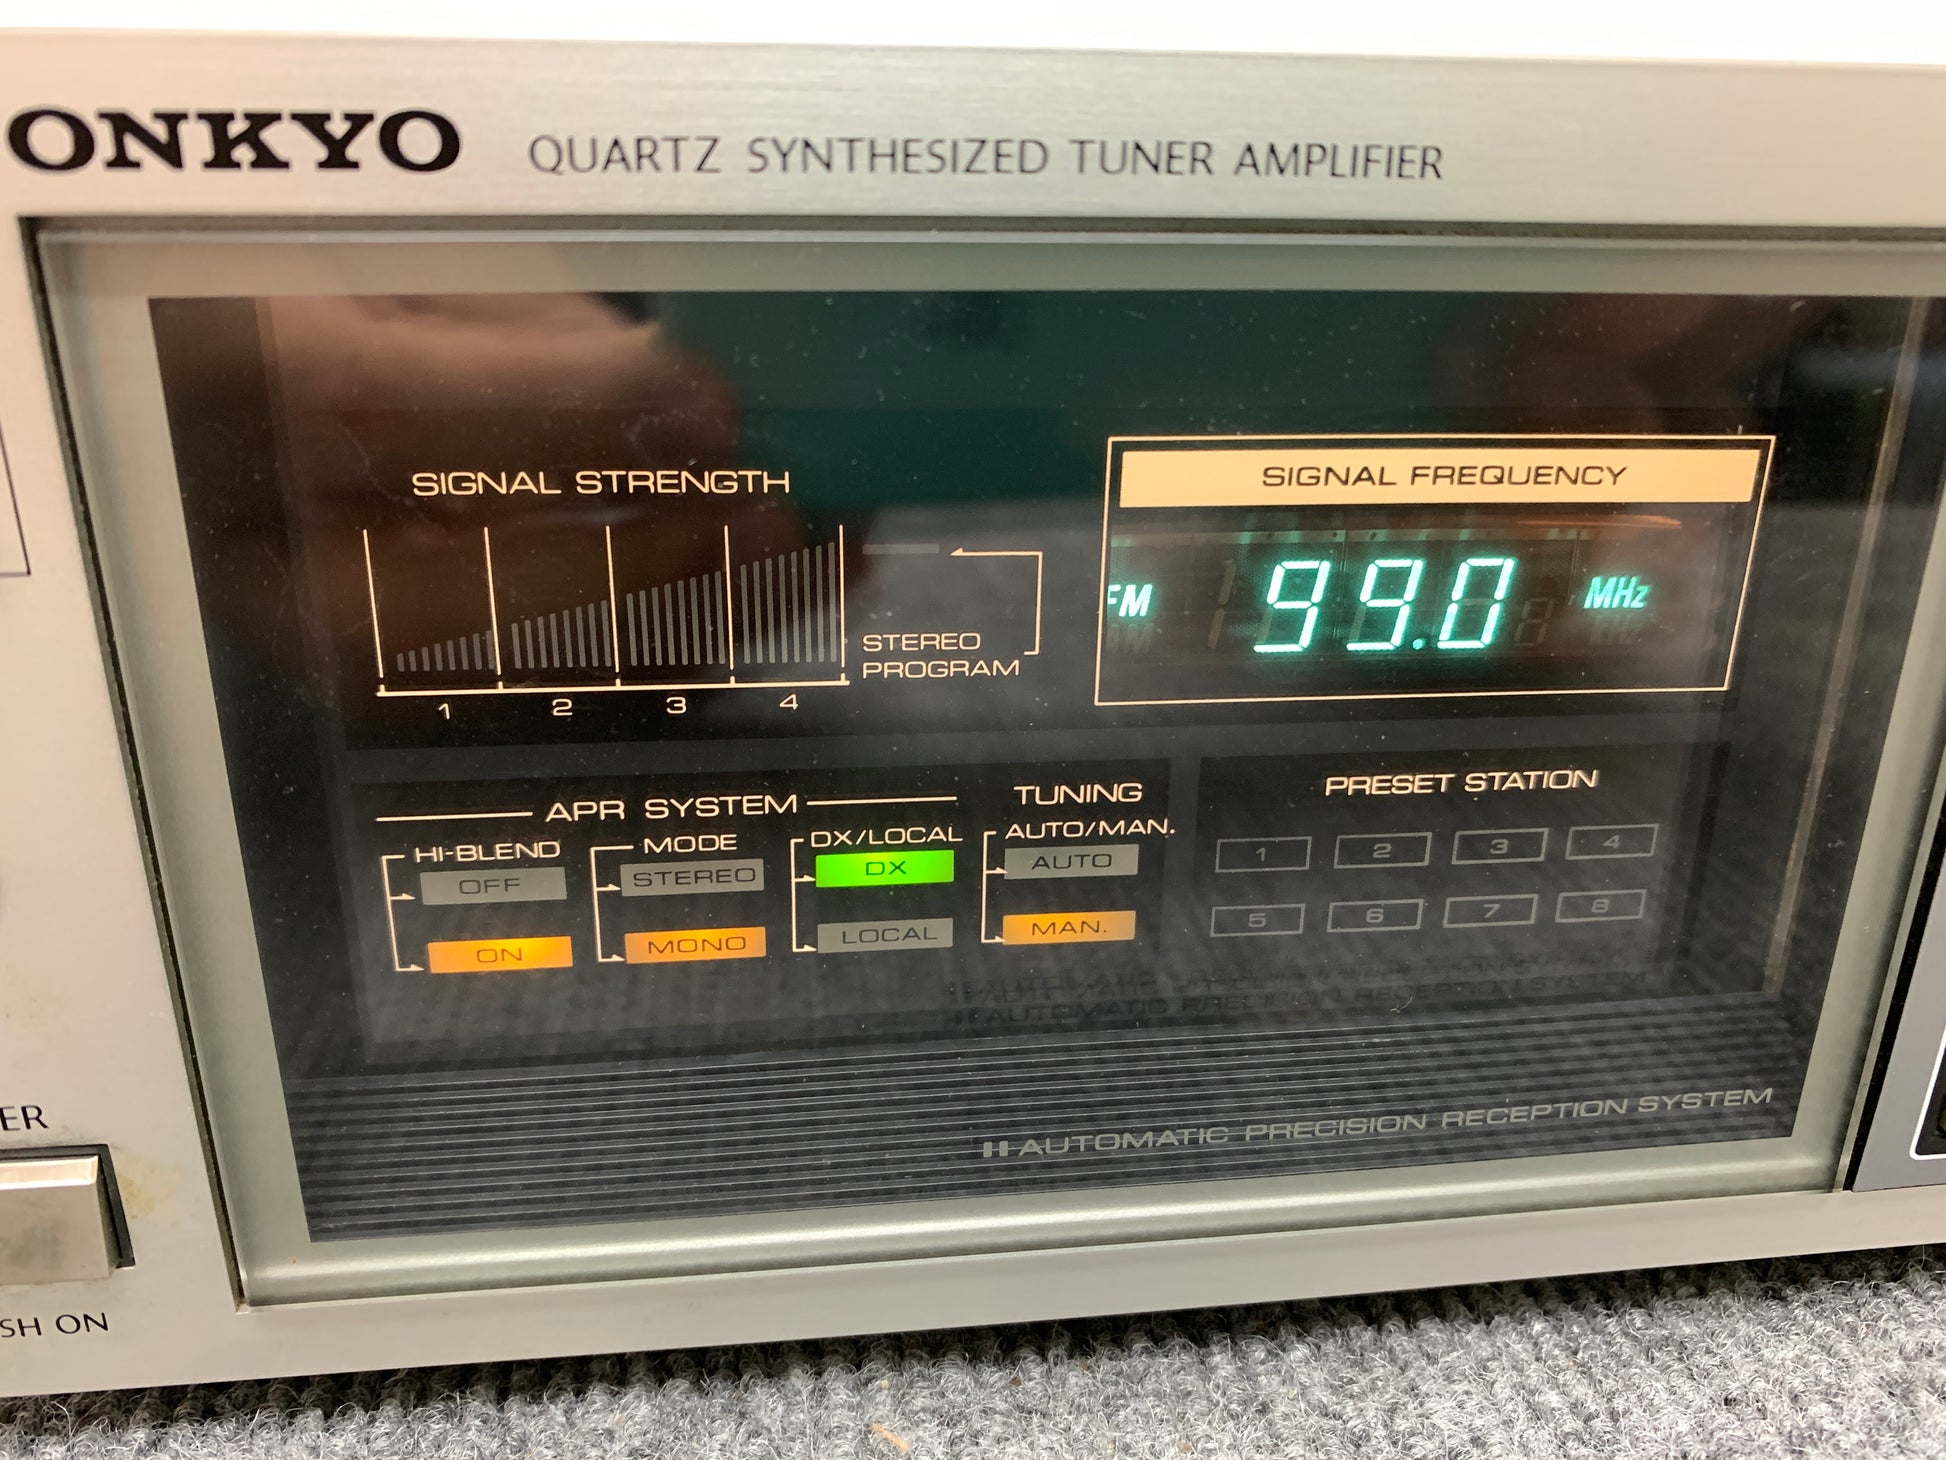 ONKYO QUARTZ SYNTHESIZED TUNER AMPLIFIER
SIGNAL STRENGTH
1 2 3 4
STEREO
PROGRAM
SIGNAL FREQUENCY
FM 99.0 MHz
AM
APR SYSTEM
HI-BLEND
OFF
ON
MODE
STEREO
MONO
DX/LOCAL
DX
LOCAL
TUNING
AUTO/MAN.
AUTO
MAN.
PRESET STATION
1 2 3 4
5 6 7 8
AUTOMATIC PRECISION RECEPTION SYSTEM
ER
SH ON